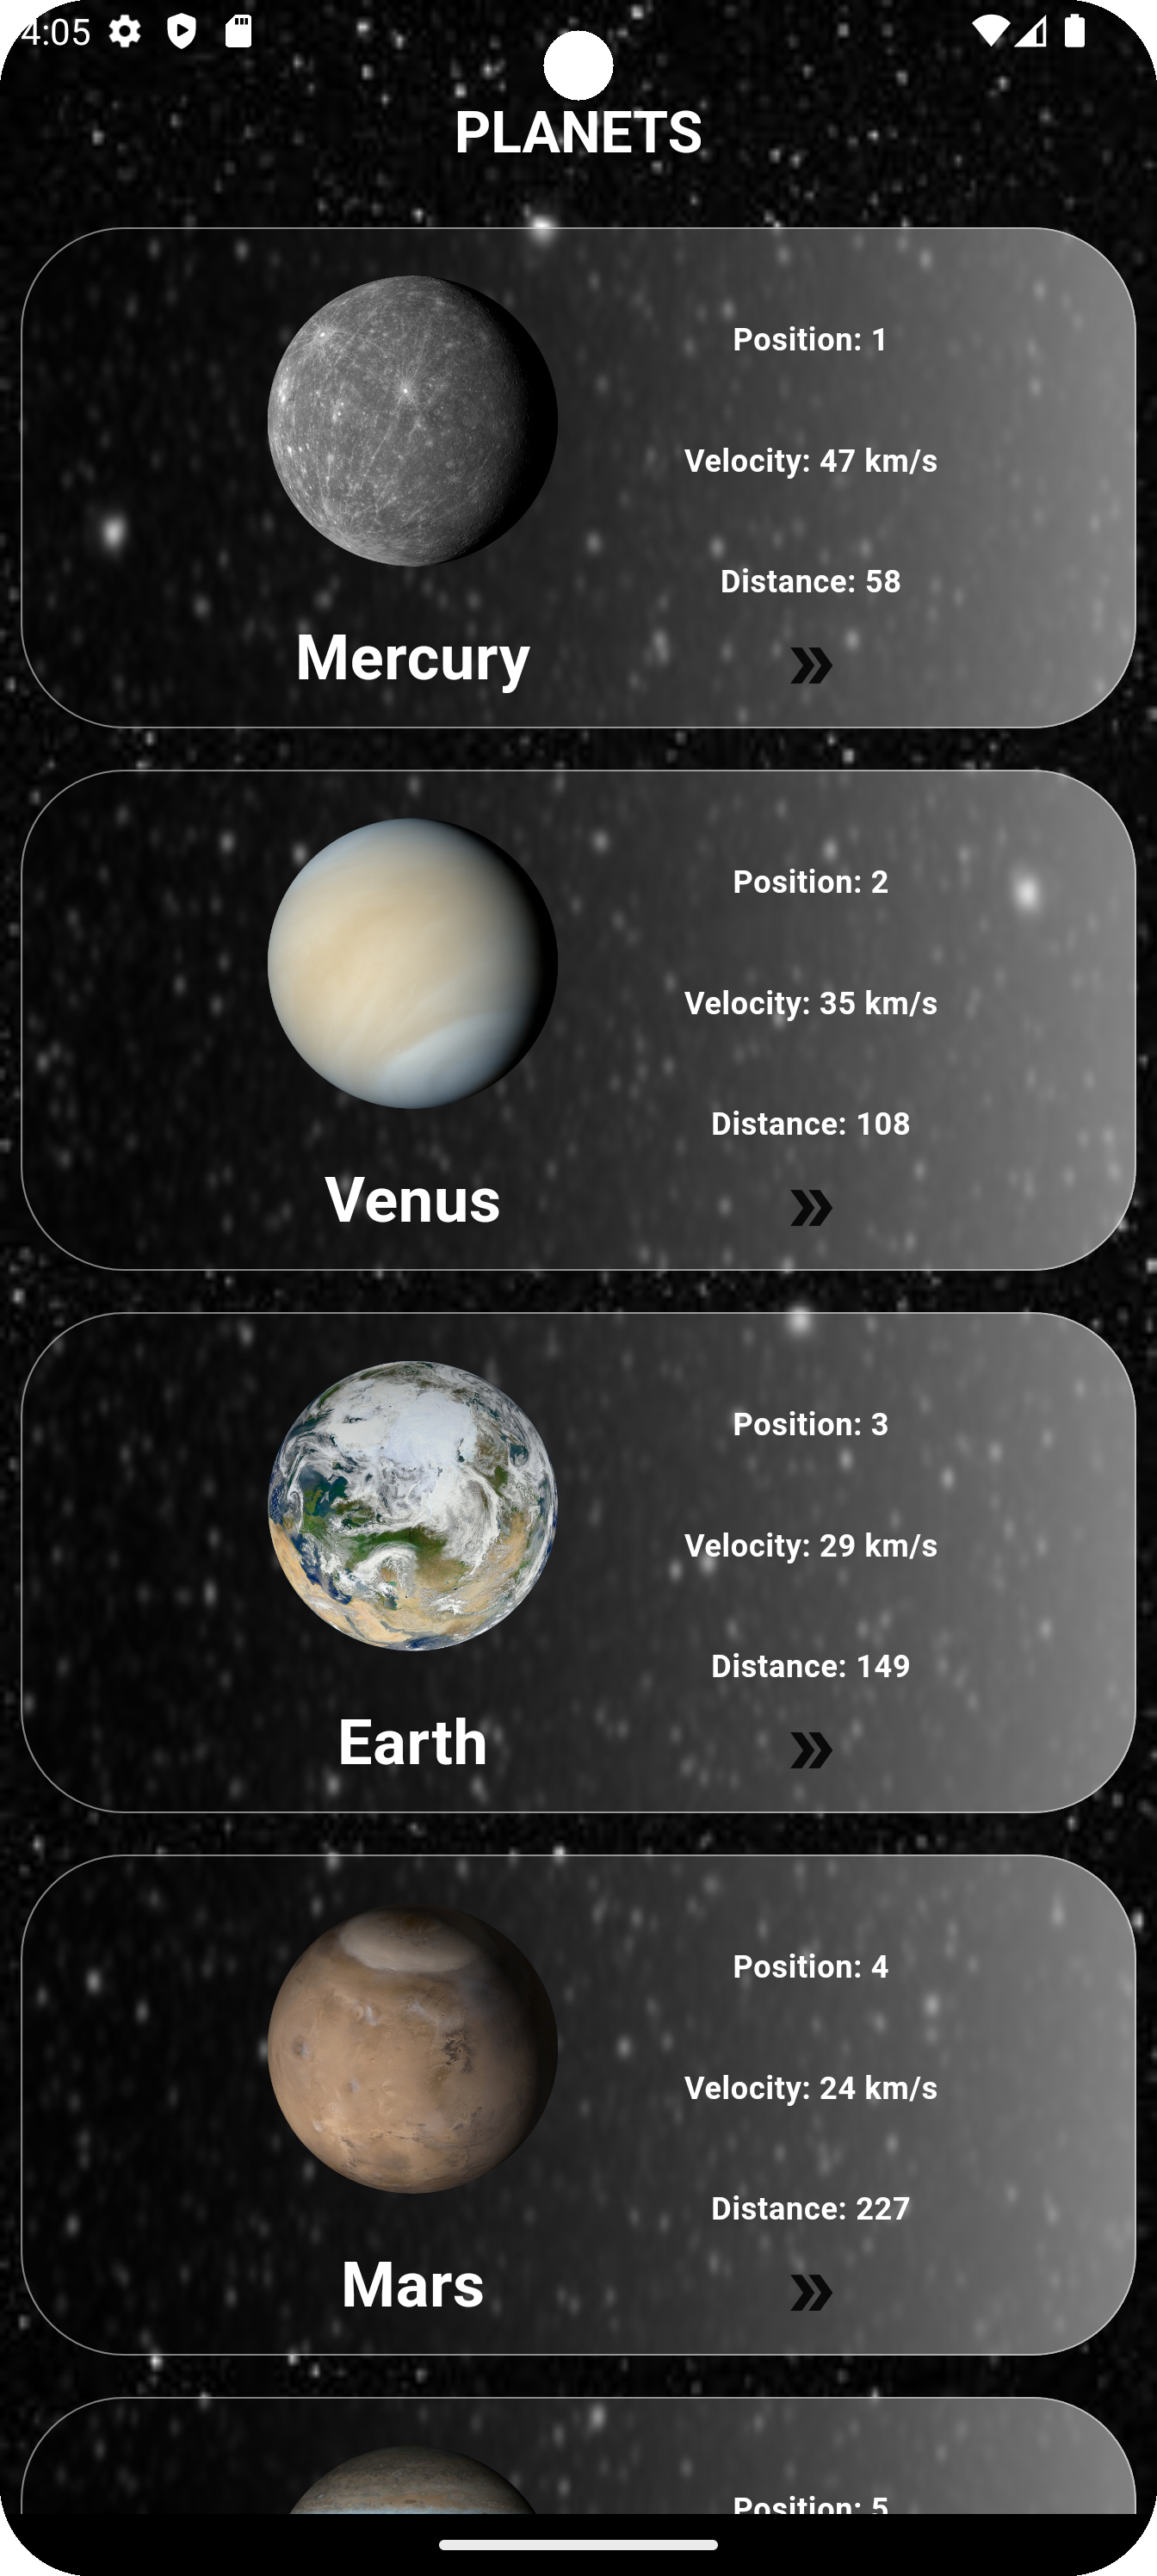 4:05
PLANETS
Position: 1
Velocity: 47 km/s
Distance: 58
Mercury
Position: 2
Velocity: 35 km/s
Distance: 108
Venus
Position: 3
Velocity: 29 km/s
Distance: 149
Earth
Position: 4
Velocity: 24 km/s
Distance: 227
Mars
Position: 5